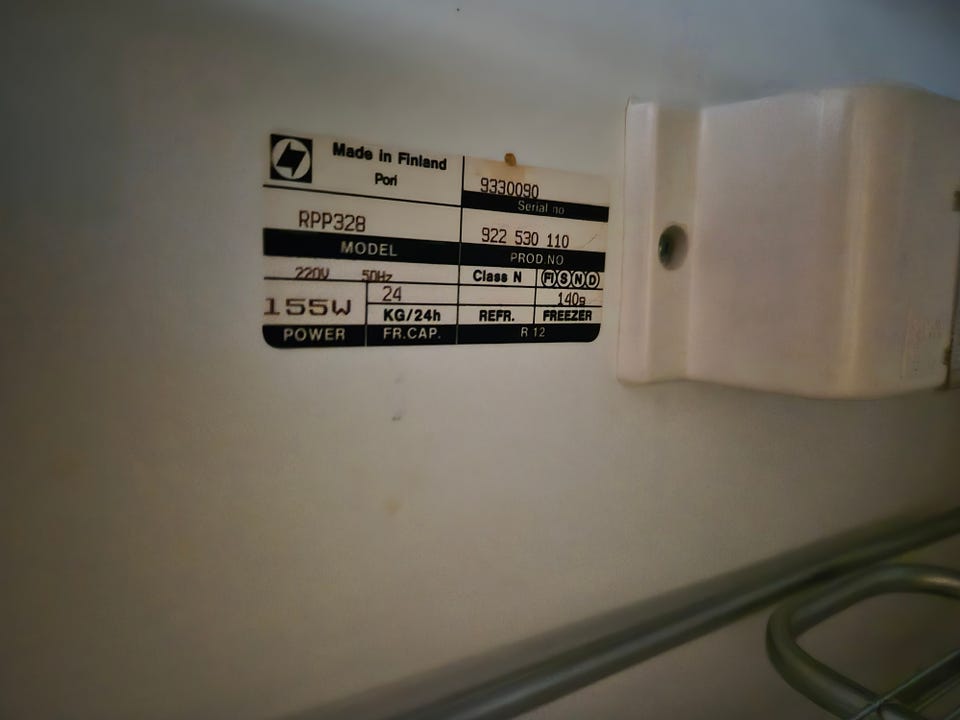 Made in Finland
Pori
9330090
Serial no
RPP328
MODEL
922 530 110
PROD.NO
220V 50Hz
Class N
FI S N D
155W
24
140g
KG/24h
REFR.
FREEZER
POWER
FR.CAP.
R 12